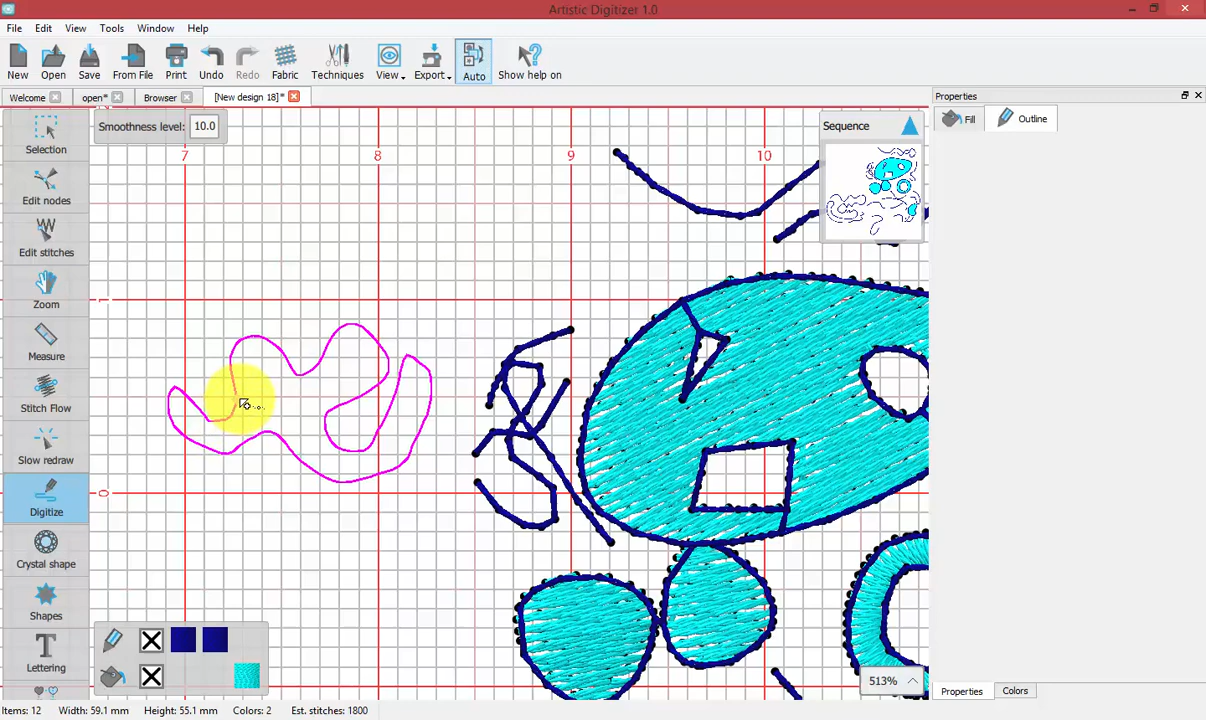 Artistic Digitizer 1.0
File Edit View Tools Window Help
New Open Save From File Print Undo Redo Fabric Techniques View Export Auto Show help on
Welcome open* Browser [New design 18]*
Properties
Smoothness level: 10.0
Fill Outline
Sequence
7 8 9 10
Selection
Edit nodes
Edit stitches
Zoom
Measure
Stitch Flow
Slow redraw
0
Digitize
Crystal shape
Shapes
Lettering
513%
Properties Colors
Items: 12 Width: 59.1 mm Height: 55.1 mm Colors: 2 Est. stitches: 1800